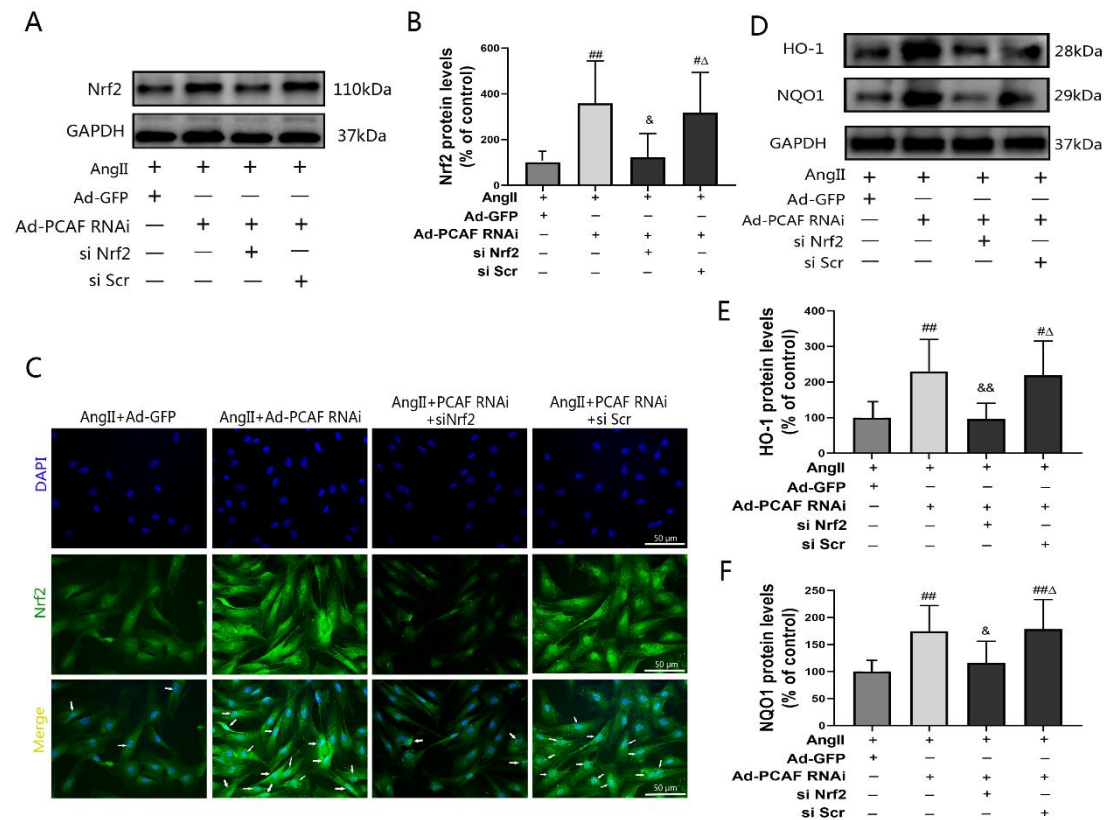 A
Nrf2 110kDa
GAPDH 37kDa
AngII + + + +
Ad-GFP + — — —
Ad-PCAF RNAi — + + +
si Nrf2 — — + —
si Scr — — — +
B
Nrf2 protein levels
(% of control)
600
400
200
0
##
&
#Δ
AngII + + + +
Ad-GFP + — — —
Ad-PCAF RNAi — + + +
si Nrf2 — — + —
si Scr — — — +
C
AngII+Ad-GFP
AngII+Ad-PCAF RNAi
AngII+PCAF RNAi
+siNrf2
AngII+PCAF RNAi
+si Scr
DAPI
50 μm
Nrf2
50 μm
Merge
50 μm
D
HO-1 28kDa
NQO1 29kDa
GAPDH 37kDa
AngII + + + +
Ad-GFP + — — —
Ad-PCAF RNAi — + + +
si Nrf2 — — + —
si Scr — — — +
E
HO-1 protein levels
(% of control)
400
300
200
100
0
##
&&
#Δ
AngII + + + +
Ad-GFP + — — —
Ad-PCAF RNAi — + + +
si Nrf2 — — + —
si Scr — — — +
F
NQO1 protein levels
(% of control)
250
200
150
100
50
0
##
&
##Δ
AngII + + + +
Ad-GFP + — — —
Ad-PCAF RNAi — + + +
si Nrf2 — — + —
si Scr — — — +